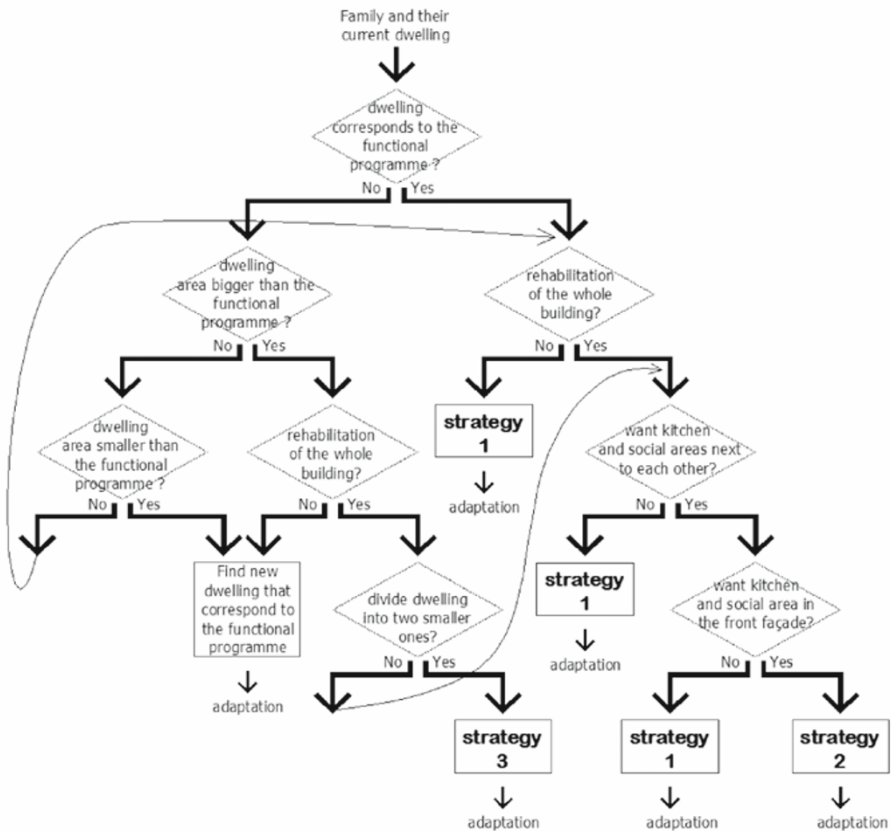 Family and their
current dwelling
dwelling
corresponds to the
functional
programme ?
No
Yes
dwelling
area bigger than the
functional
programme ?
No
Yes
rehabilitation
of the whole
building?
No
Yes
dwelling
area smaller than
the functional
programme ?
No
Yes
rehabilitation
of the whole
building?
No
Yes
strategy
1
adaptation
want kitchen
and social areas next
to each other?
No
Yes
Find new
dwelling that
correspond to
the functional
programme
adaptation
divide dwelling
into two smaller
ones?
No
Yes
strategy
1
adaptation
want kitchen
and social area in
the front façade?
No
Yes
strategy
3
adaptation
strategy
1
adaptation
strategy
2
adaptation